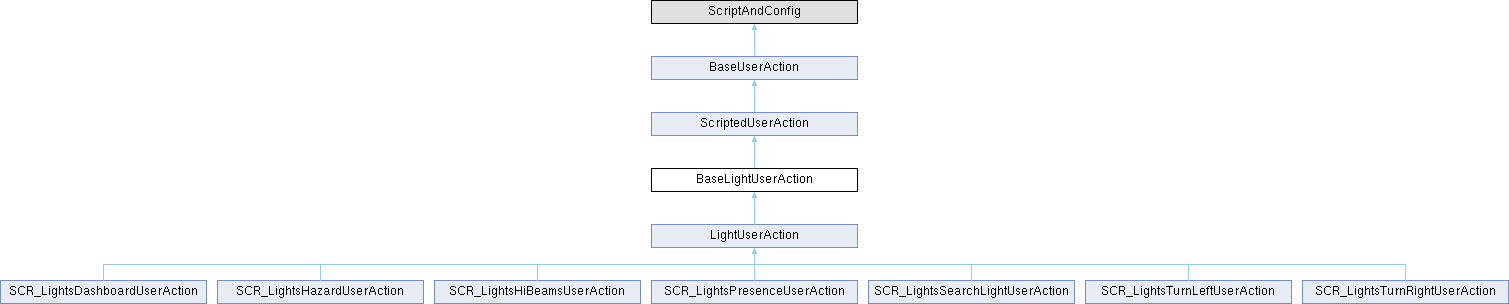 ScriptAndConfig
BaseUserAction
ScriptedUserAction
BaseLightUserAction
LightUserAction
SCR_LightsDashboardUserAction
SCR_LightsHazardUserAction
SCR_LightsHiBeamsUserAction
SCR_LightsPresenceUserAction
SCR_LightsSearchLightUserAction
SCR_LightsTurnLeftUserAction
SCR_LightsTurnRightUserAction